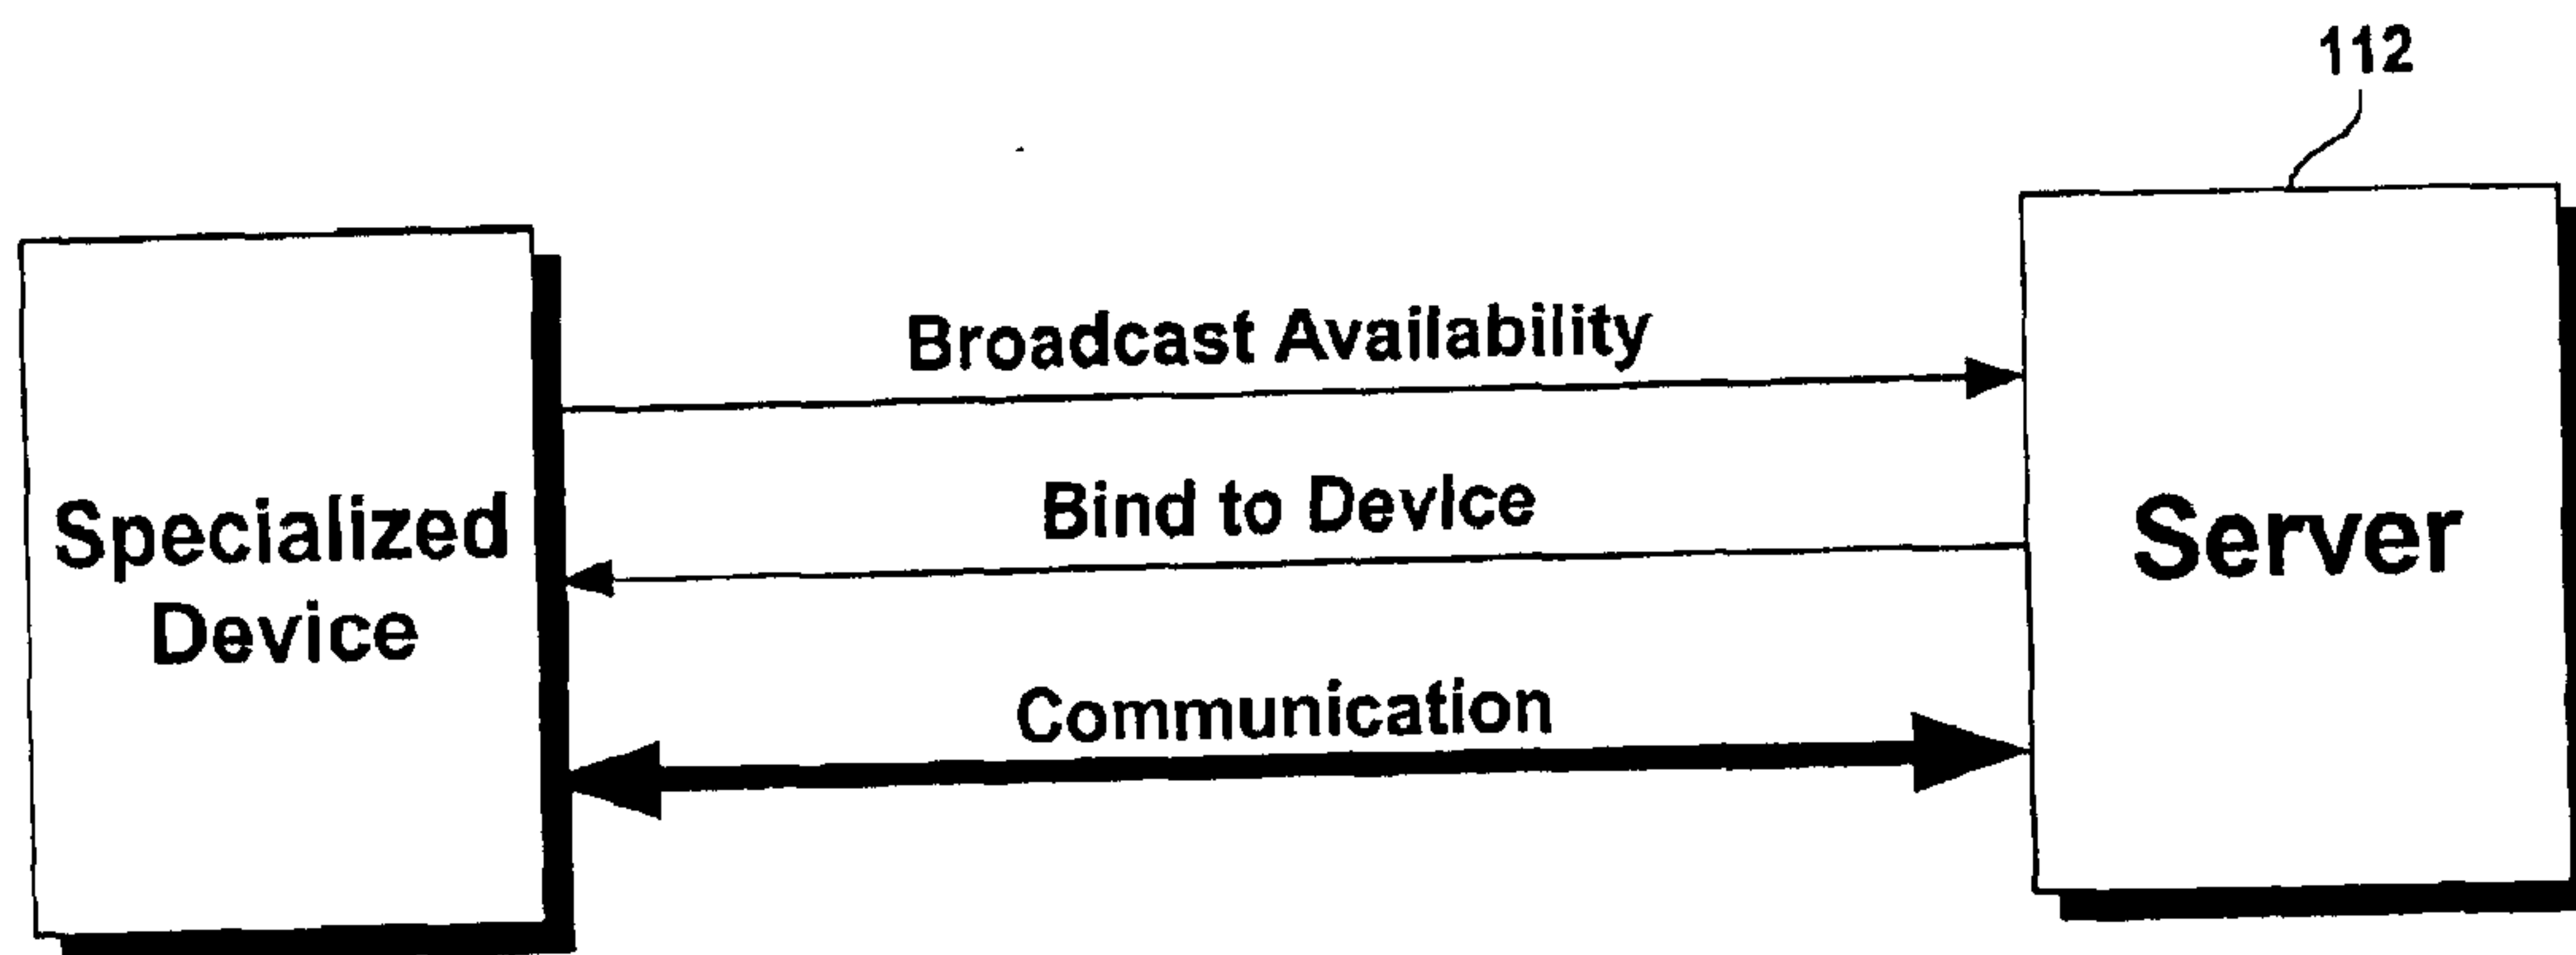 112
Broadcast Availability
Bind to Device
Specialized
Device
Server
Communication